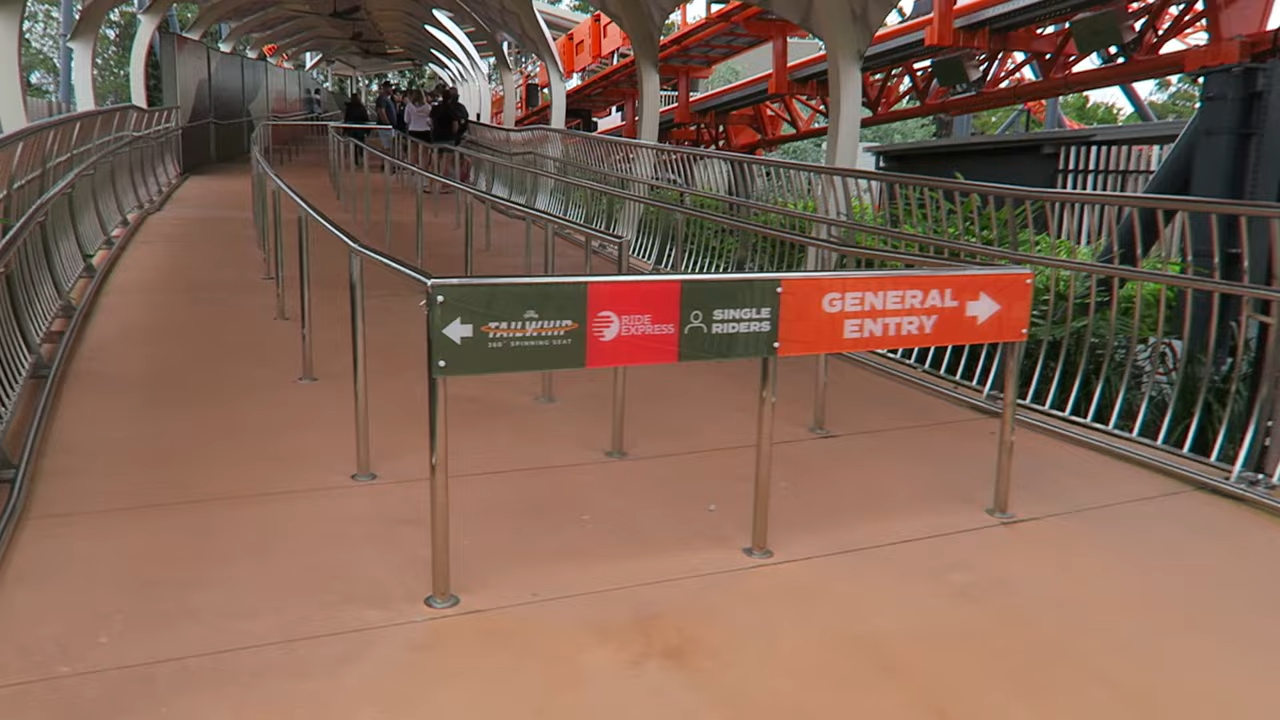 TAILWHIP
360° SPINNING SEAT
RIDE
EXPRESS
SINGLE
RIDERS
GENERAL
ENTRY